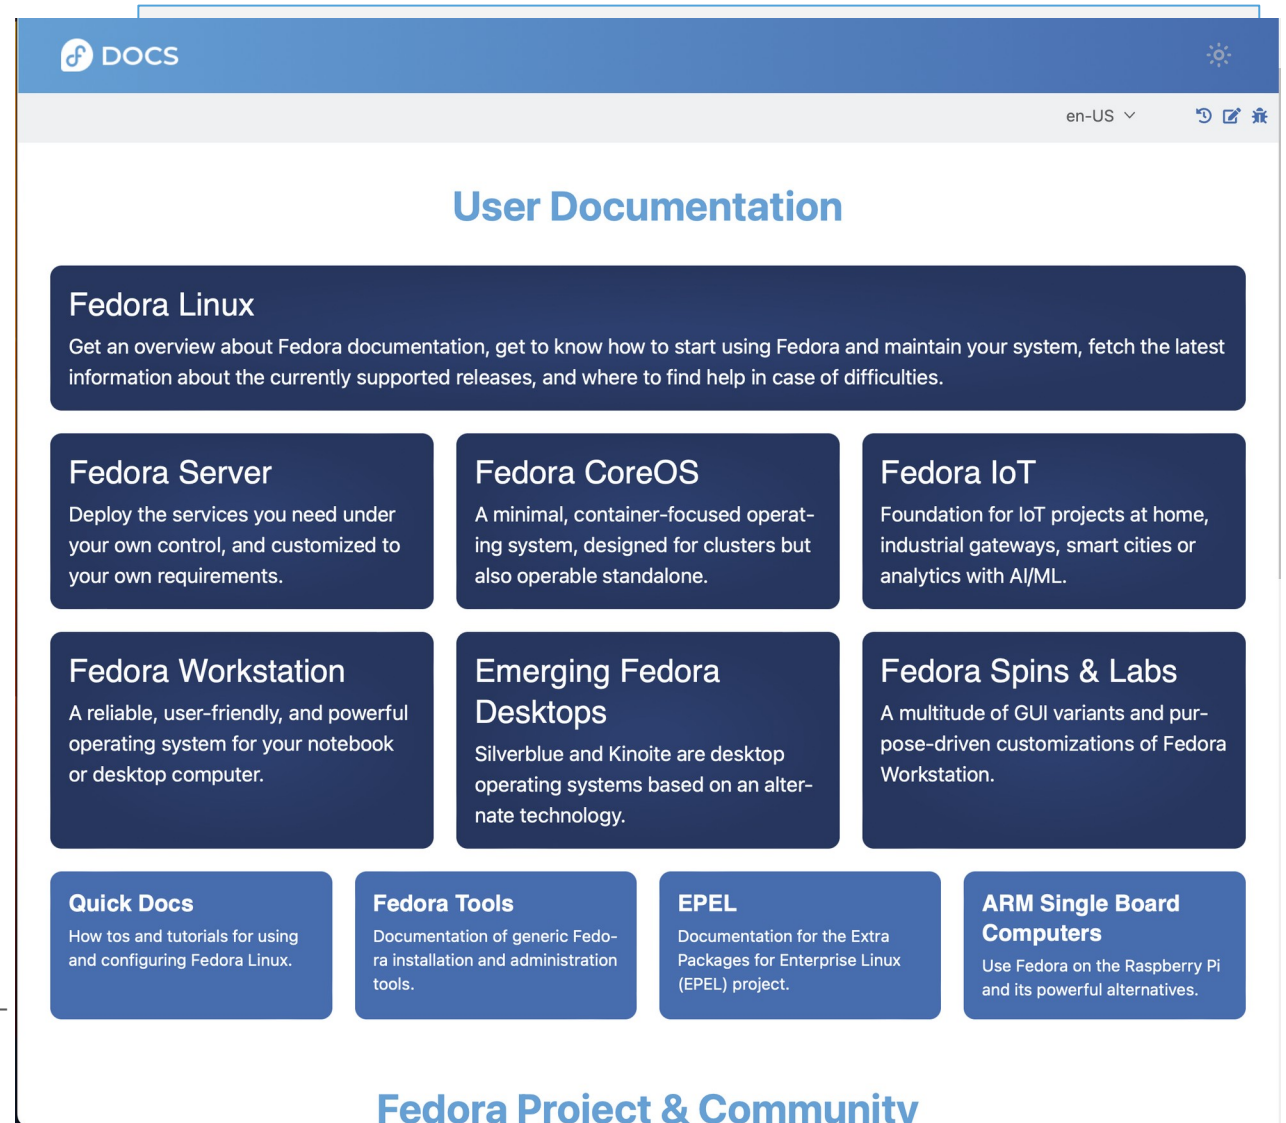 DOCS
en-US
User Documentation
Fedora Linux
Get an overview about Fedora documentation, get to know how to start using Fedora and maintain your system, fetch the latest
information about the currently supported releases, and where to find help in case of difficulties.
Fedora Server
Deploy the services you need under
your own control, and customized to
your own requirements.
Fedora CoreOS
A minimal, container-focused operat-
ing system, designed for clusters but
also operable standalone.
Fedora IoT
Foundation for IoT projects at home,
industrial gateways, smart cities or
analytics with AI/ML.
Fedora Workstation
A reliable, user-friendly, and powerful
operating system for your notebook
or desktop computer.
Emerging Fedora
Desktops
Silverblue and Kinoite are desktop
operating systems based on an alter-
nate technology.
Fedora Spins & Labs
A multitude of GUI variants and pur-
pose-driven customizations of Fedora
Workstation.
Quick Docs
How tos and tutorials for using
and configuring Fedora Linux.
Fedora Tools
Documentation of generic Fedo-
ra installation and administration
tools.
EPEL
Documentation for the Extra
Packages for Enterprise Linux
(EPEL) project.
ARM Single Board
Computers
Use Fedora on the Raspberry Pi
and its powerful alternatives.
Fedora Project & Community